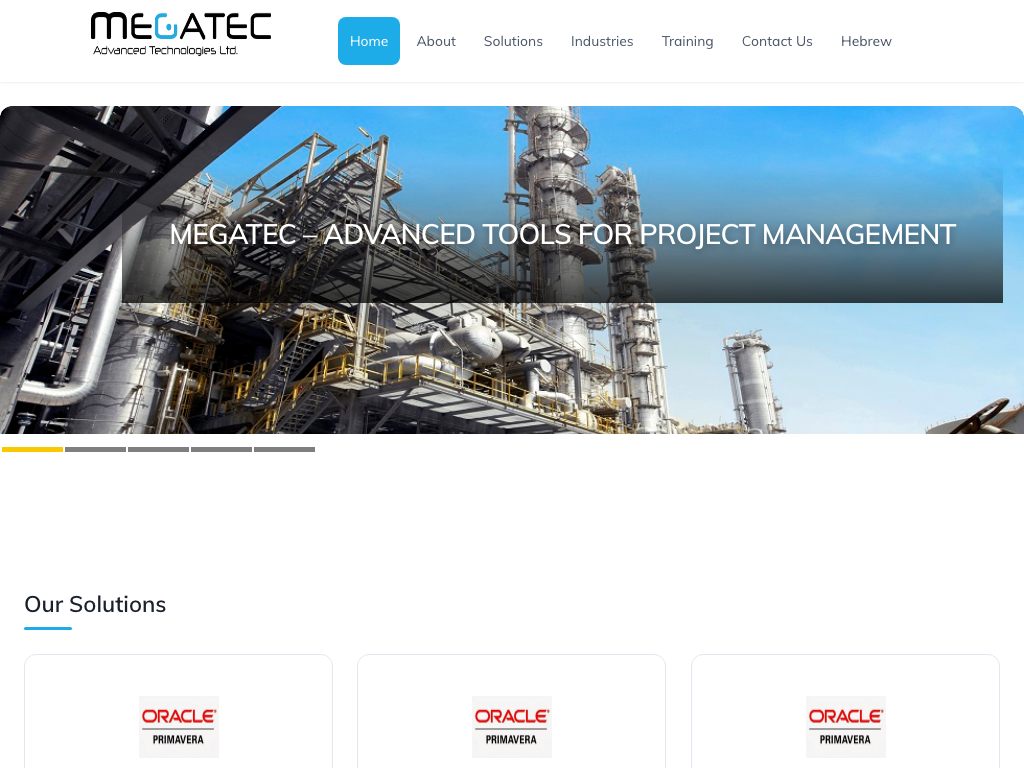 MEGATEC
Advanced Technologies Ltd.
Home
About
Solutions
Industries
Training
Contact Us
Hebrew
MEGATEC – ADVANCED TOOLS FOR PROJECT MANAGEMENT
Our Solutions
ORACLE
PRIMAVERA
ORACLE
PRIMAVERA
ORACLE
PRIMAVERA